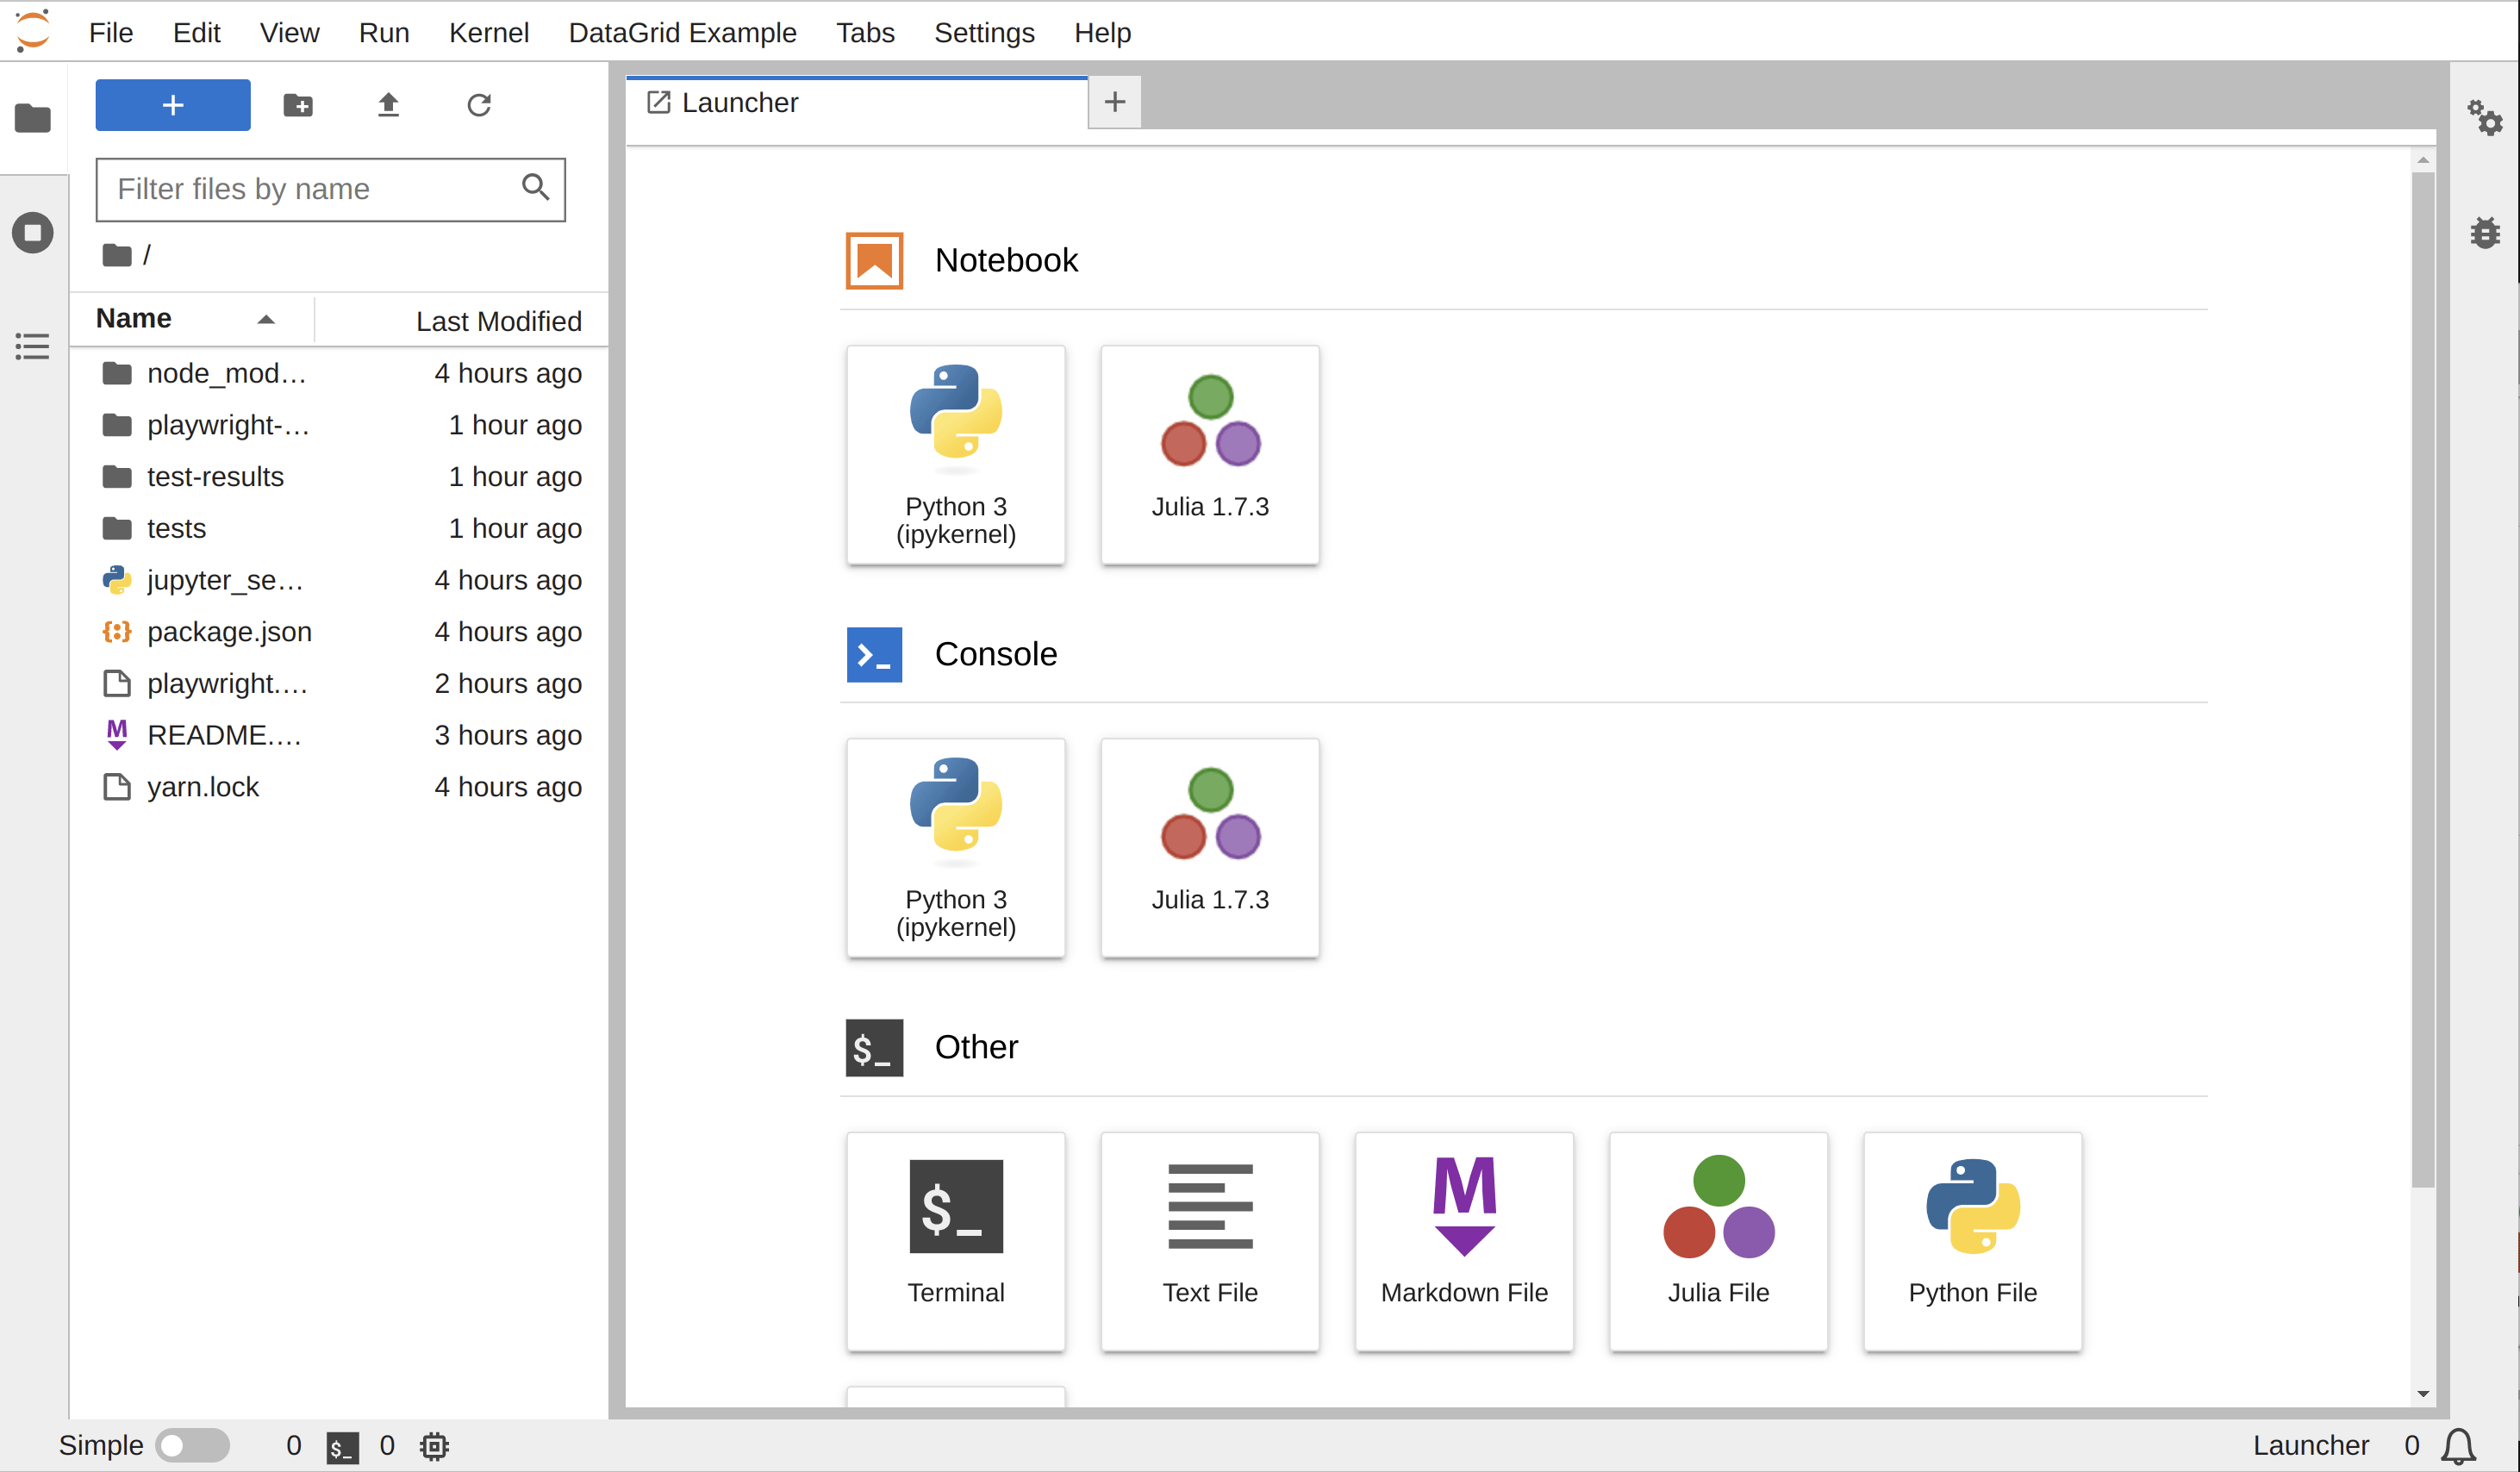 File Edit View Run Kernel DataGrid Example Tabs Settings Help
Launcher
Filter files by name
/
Name Last Modified
node_mod… 4 hours ago
playwright-… 1 hour ago
test-results 1 hour ago
tests 1 hour ago
jupyter_se… 4 hours ago
package.json 4 hours ago
playwright.… 2 hours ago
README.… 3 hours ago
yarn.lock 4 hours ago
Notebook
Python 3
(ipykernel)
Julia 1.7.3
Console
Python 3
(ipykernel)
Julia 1.7.3
$_ Other
$_
Terminal
Text File
M
Markdown File
Julia File
Python File
Simple 0 $_ 0
Launcher 0